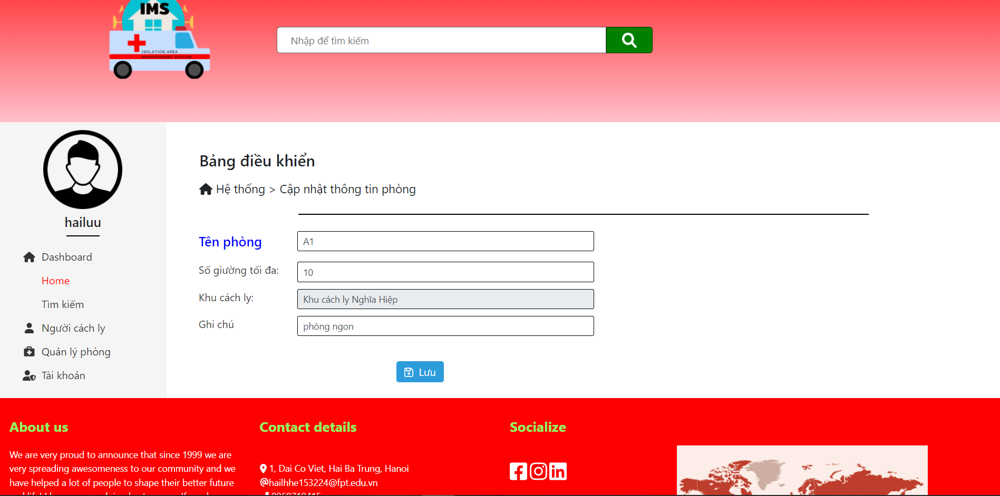 IMS
ISOLATION AREA
MANAGEMENT SYSTEM
Nhập để tìm kiếm
hailuu
Dashboard
Home
Tìm kiếm
Người cách ly
Quản lý phòng
Tài khoản
Bảng điều khiển
Hệ thống > Cập nhật thông tin phòng
Tên phòng
A1
Số giường tối đa:
10
Khu cách ly:
Khu cách ly Nghĩa Hiệp
Ghi chú
phòng ngon
Lưu
About us
We are very proud to announce that since 1999 we are
very spreading awesomeness to our community and we
have helped a lot of people to shape their better future
Contact details
1, Dai Co Viet, Hai Ba Trung, Hanoi
@hailhhe153224@fpt.edu.vn
Socialize